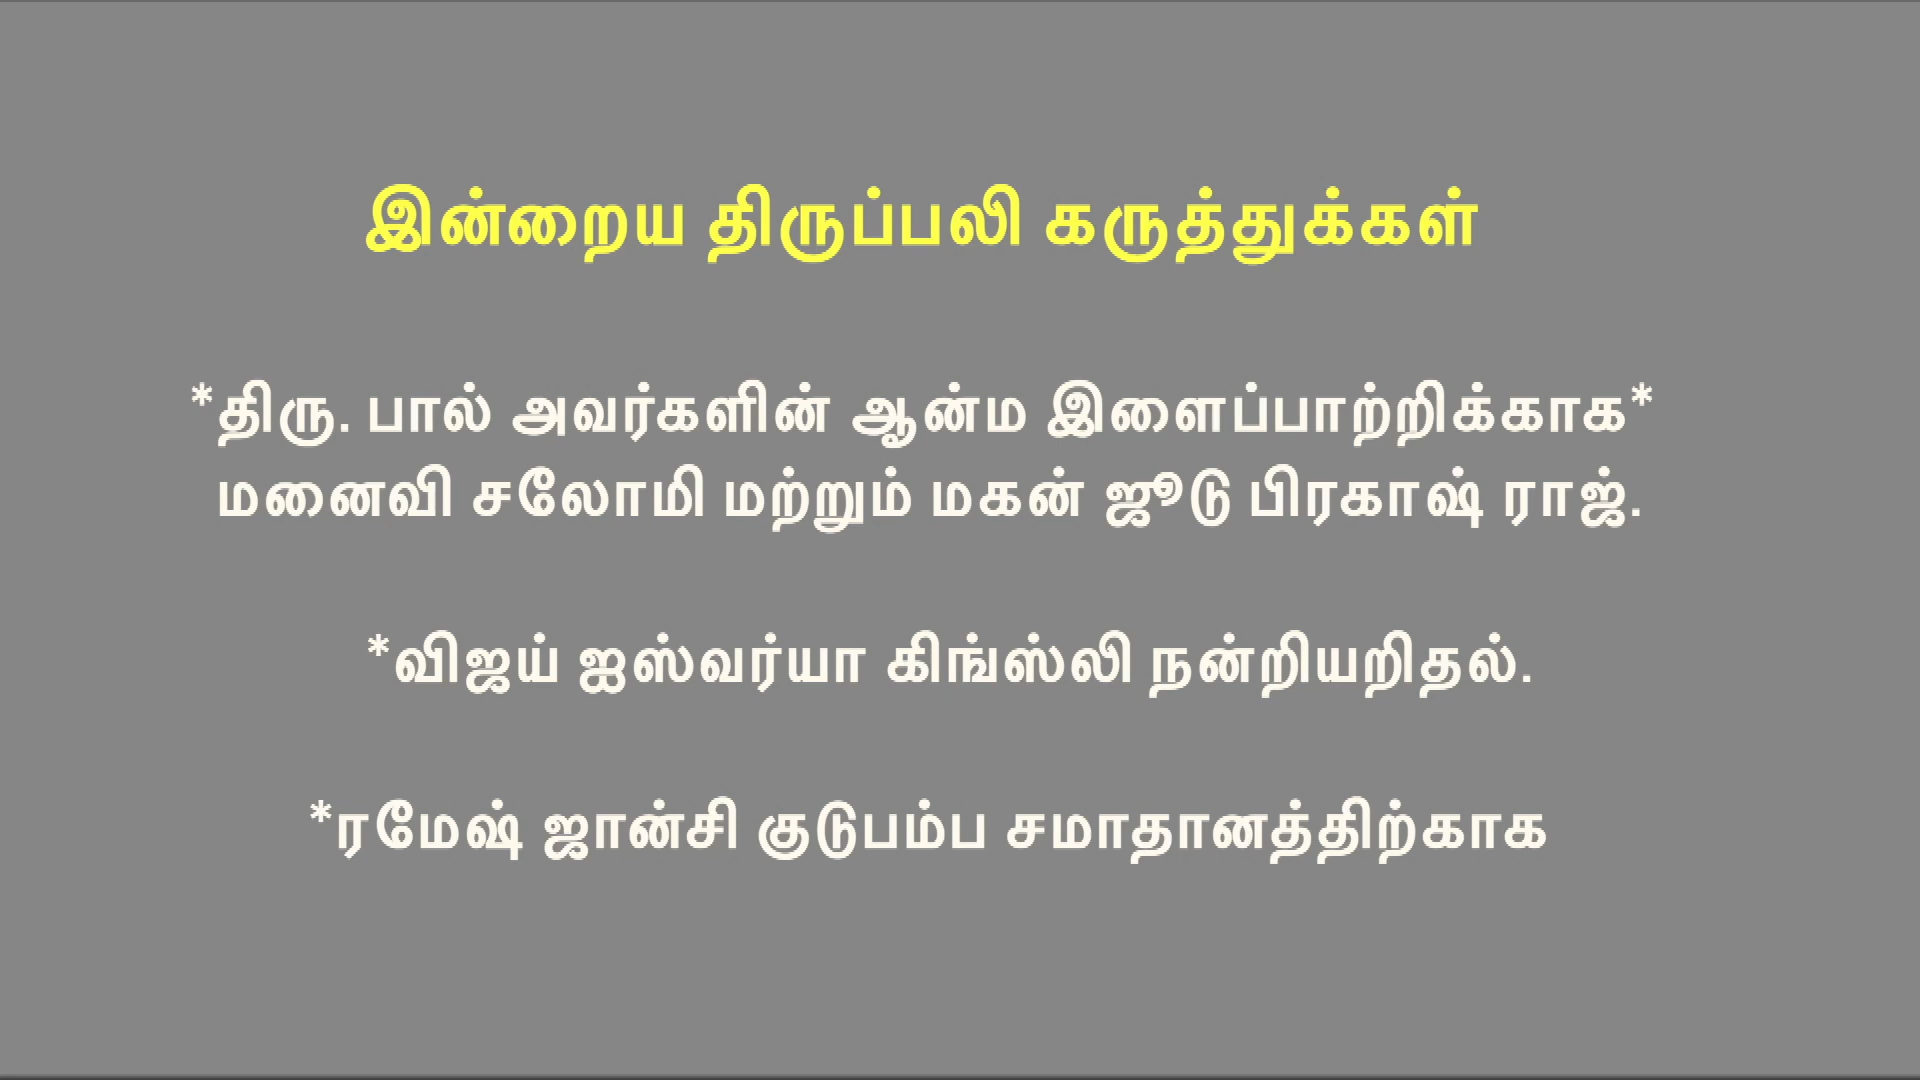 இன்றைய திருப்பலி கருத்துக்கள்
*திரு. பால் அவர்களின் ஆன்ம இளைப்பாற்றிக்காக*
மனைவி சலோமி மற்றும் மகன் ஜூடு பிரகாஷ் ராஜ்.
*விஜய் ஐஸ்வர்யா கிங்ஸ்லி நன்றியறிதல்.
*ரமேஷ் ஜான்சி குடுபம்ப சமாதானத்திற்காக